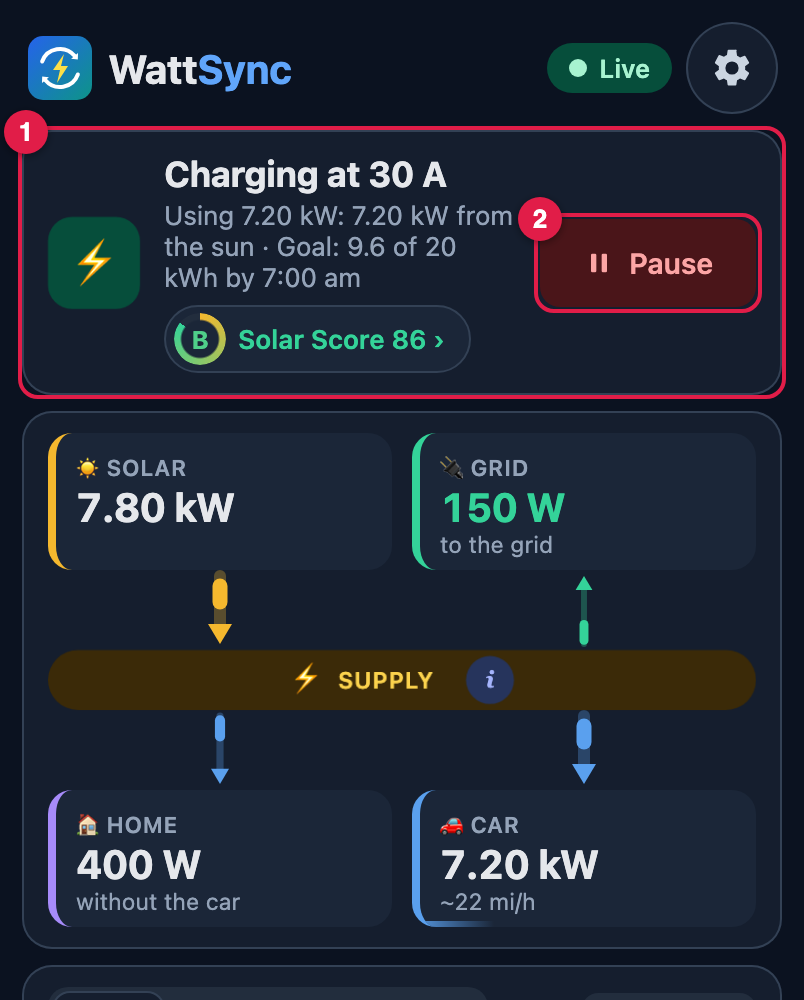 WattSync
Live
1
Charging at 30 A
Using 7.20 kW: 7.20 kW from
the sun · Goal: 9.6 of 20
kWh by 7:00 am
2
Pause
B
Solar Score 86 ›
SOLAR
7.80 kW
GRID
150 W
to the grid
SUPPLY
i
HOME
400 W
without the car
CAR
7.20 kW
~22 mi/h